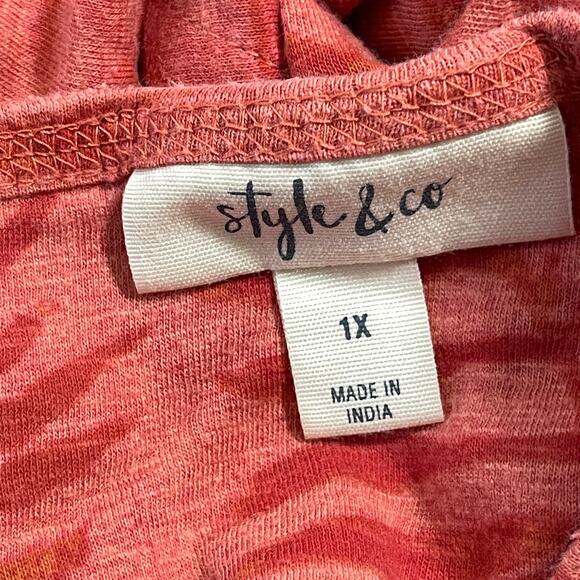 style & co
1X
MADE IN
INDIA